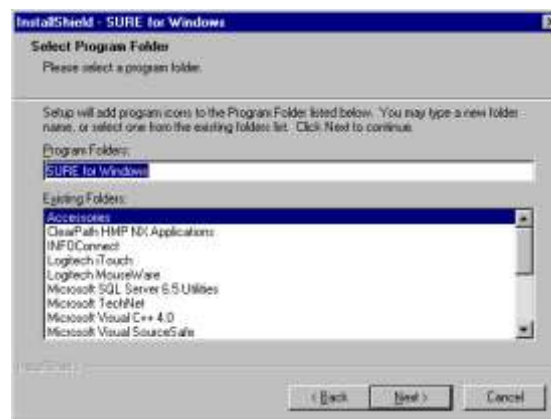 InstallShield - SURE for Windows
Select Program Folder
Please select a program folder.
Setup will add program icons to the Program Folder listed below. You may type a new folder
name, or select one from the existing folders list. Click Next to continue.
Program Folders:
SURE for Windows
Existing Folders:
Accessories
ClearPath HMP NX Applications
INFOConnect
Logitech iTouch
Logitech MouseWare
Microsoft SQL Server 6.5 Utilities
Microsoft TechNet
Microsoft Visual C++ 4.0
Microsoft Visual SourceSafe
InstallShield
< Back
Next >
Cancel